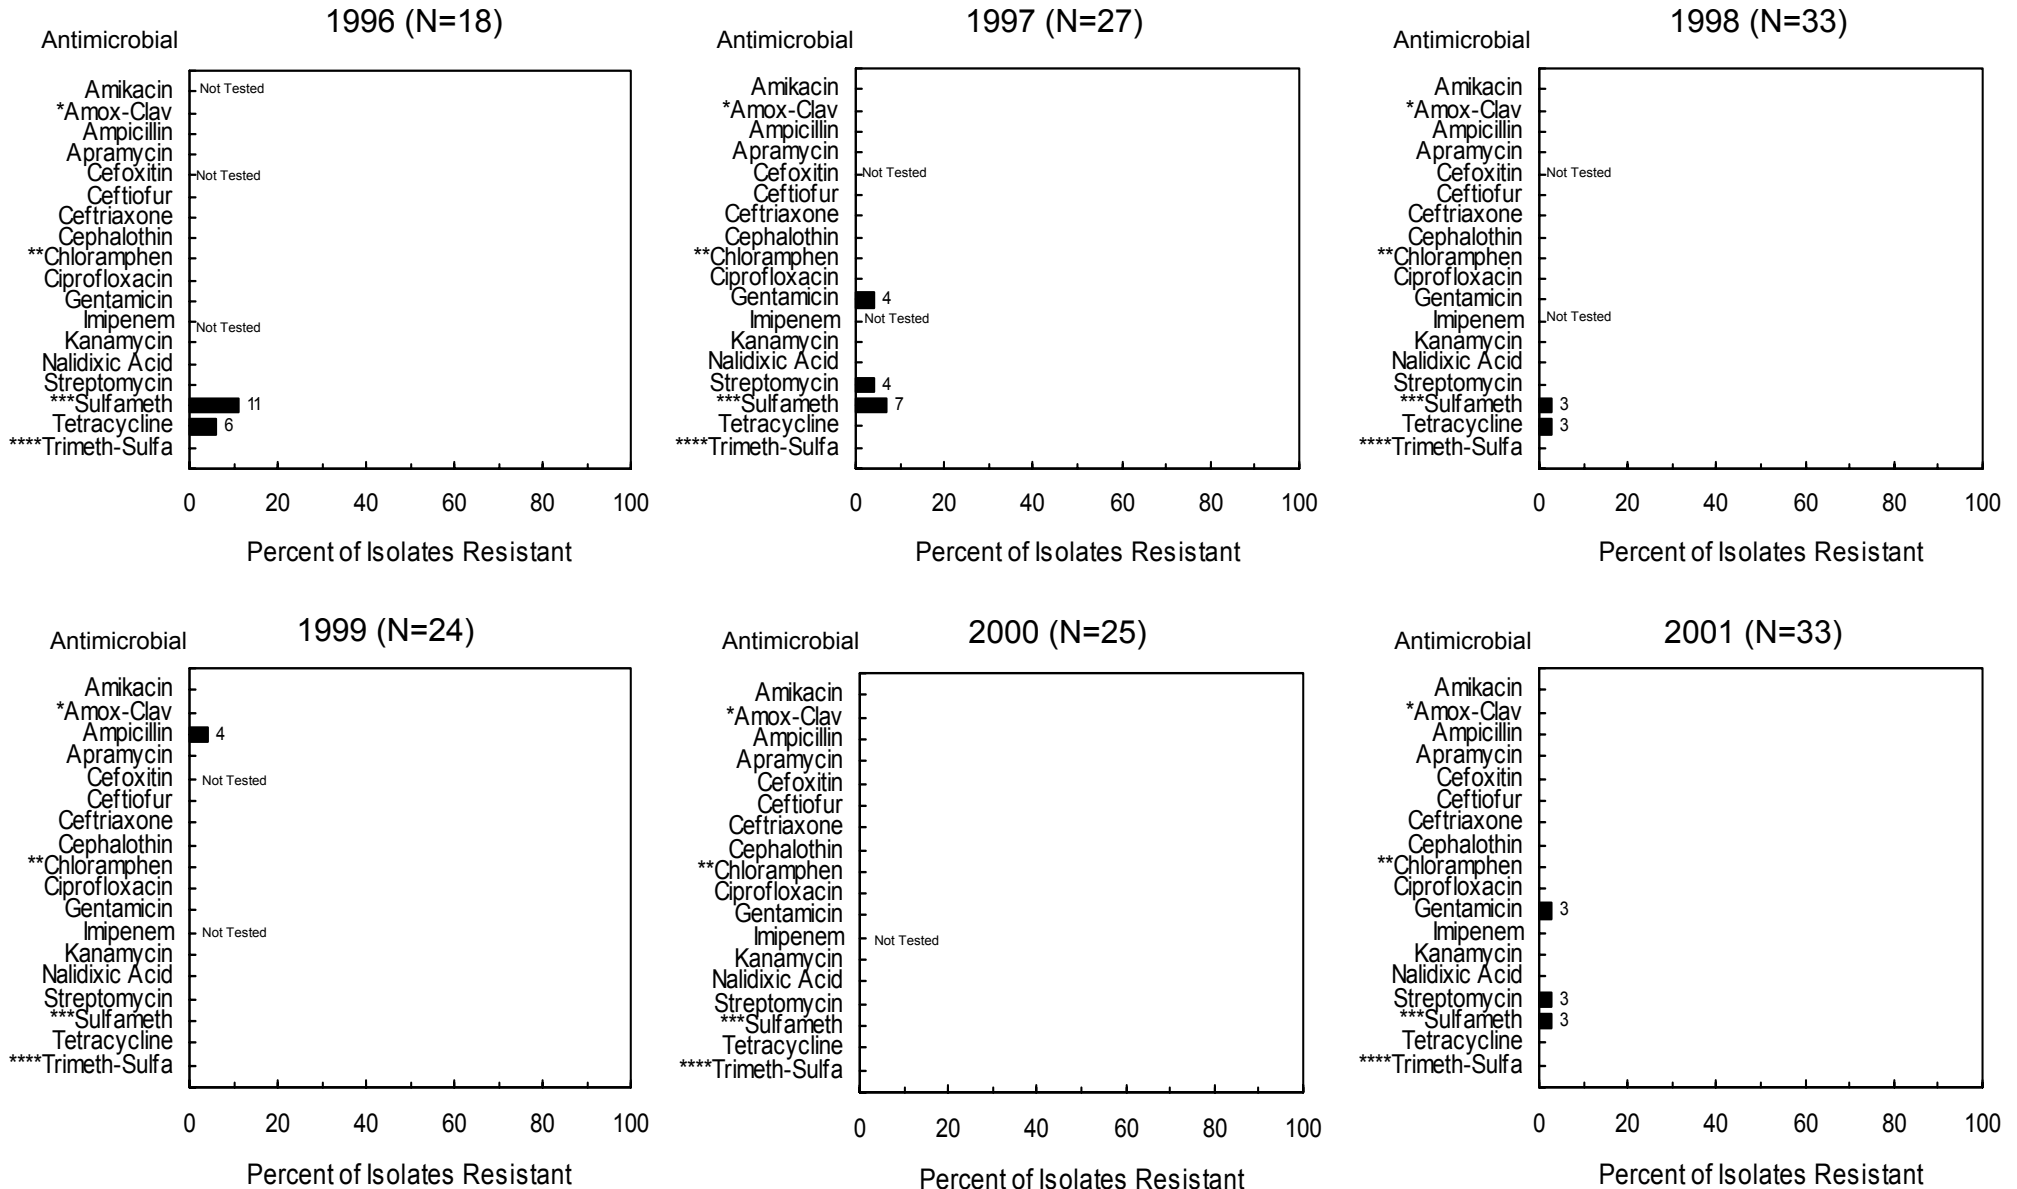 1996 (N=18)
Antimicrobial
Amikacin Not Tested
*Amox-Clav
Ampicillin
Apramycin
Cefoxitin Not Tested
Ceftiofur
Ceftriaxone
Cephalothin
**Chloramphen
Ciprofloxacin
Gentamicin
Imipenem Not Tested
Kanamycin
Nalidixic Acid
Streptomycin
***Sulfameth 11
Tetracycline 6
****Trimeth-Sulfa
0 20 40 60 80 100
Percent of Isolates Resistant
1997 (N=27)
Antimicrobial
Amikacin
*Amox-Clav
Ampicillin
Apramycin
Cefoxitin Not Tested
Ceftiofur
Ceftriaxone
Cephalothin
**Chloramphen
Ciprofloxacin
Gentamicin 4
Imipenem Not Tested
Kanamycin
Nalidixic Acid
Streptomycin 4
***Sulfameth 7
Tetracycline
****Trimeth-Sulfa
0 20 40 60 80 100
Percent of Isolates Resistant
1998 (N=33)
Antimicrobial
Amikacin
*Amox-Clav
Ampicillin
Apramycin
Cefoxitin Not Tested
Ceftiofur
Ceftriaxone
Cephalothin
**Chloramphen
Ciprofloxacin
Gentamicin
Imipenem Not Tested
Kanamycin
Nalidixic Acid
Streptomycin
***Sulfameth 3
Tetracycline 3
****Trimeth-Sulfa
0 20 40 60 80 100
Percent of Isolates Resistant
1999 (N=24)
Antimicrobial
Amikacin
*Amox-Clav
Ampicillin 4
Apramycin
Cefoxitin Not Tested
Ceftiofur
Ceftriaxone
Cephalothin
**Chloramphen
Ciprofloxacin
Gentamicin
Imipenem Not Tested
Kanamycin
Nalidixic Acid
Streptomycin
***Sulfameth
Tetracycline
****Trimeth-Sulfa
0 20 40 60 80 100
Percent of Isolates Resistant
2000 (N=25)
Antimicrobial
Amikacin
*Amox-Clav
Ampicillin
Apramycin
Cefoxitin
Ceftiofur
Ceftriaxone
Cephalothin
**Chloramphen
Ciprofloxacin
Gentamicin
Imipenem Not Tested
Kanamycin
Nalidixic Acid
Streptomycin
***Sulfameth
Tetracycline
****Trimeth-Sulfa
0 20 40 60 80 100
Percent of Isolates Resistant
2001 (N=33)
Antimicrobial
Amikacin
*Amox-Clav
Ampicillin
Apramycin
Cefoxitin
Ceftiofur
Ceftriaxone
Cephalothin
**Chloramphen
Ciprofloxacin
Gentamicin 3
Imipenem
Kanamycin
Nalidixic Acid
Streptomycin 3
***Sulfameth 3
Tetracycline
****Trimeth-Sulfa
0 20 40 60 80 100
Percent of Isolates Resistant